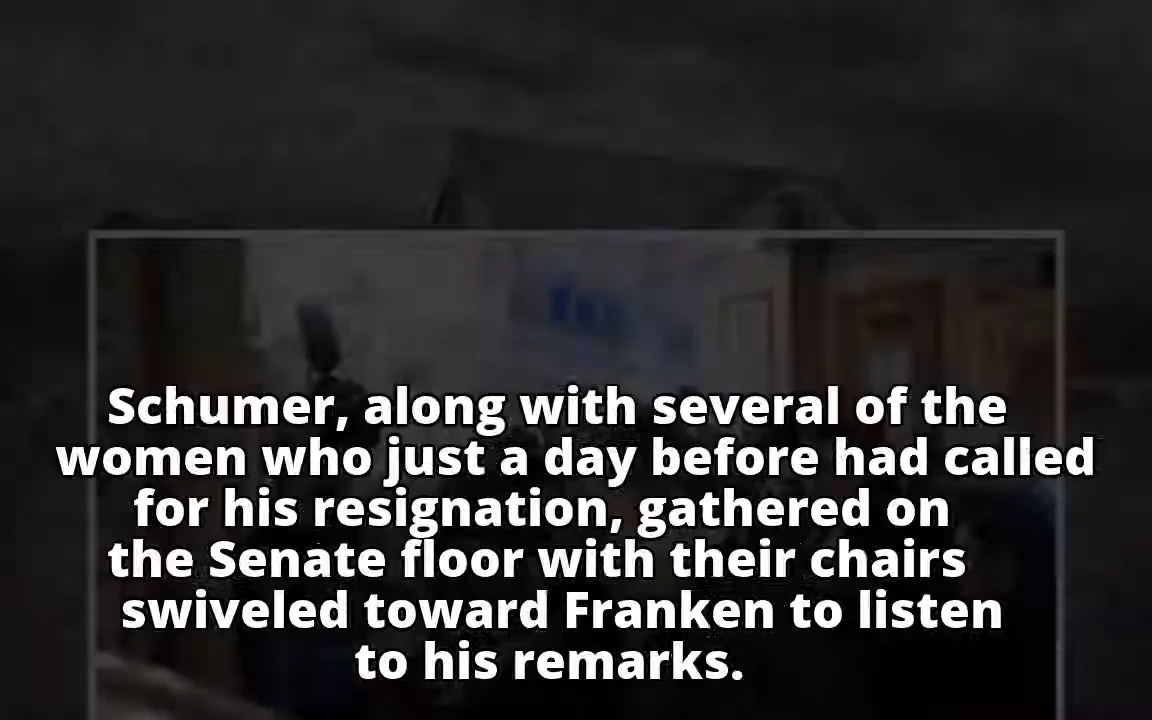 Schumer, along with several of the
women who just a day before had called
for his resignation, gathered on
the Senate floor with their chairs
swiveled toward Franken to listen
to his remarks.